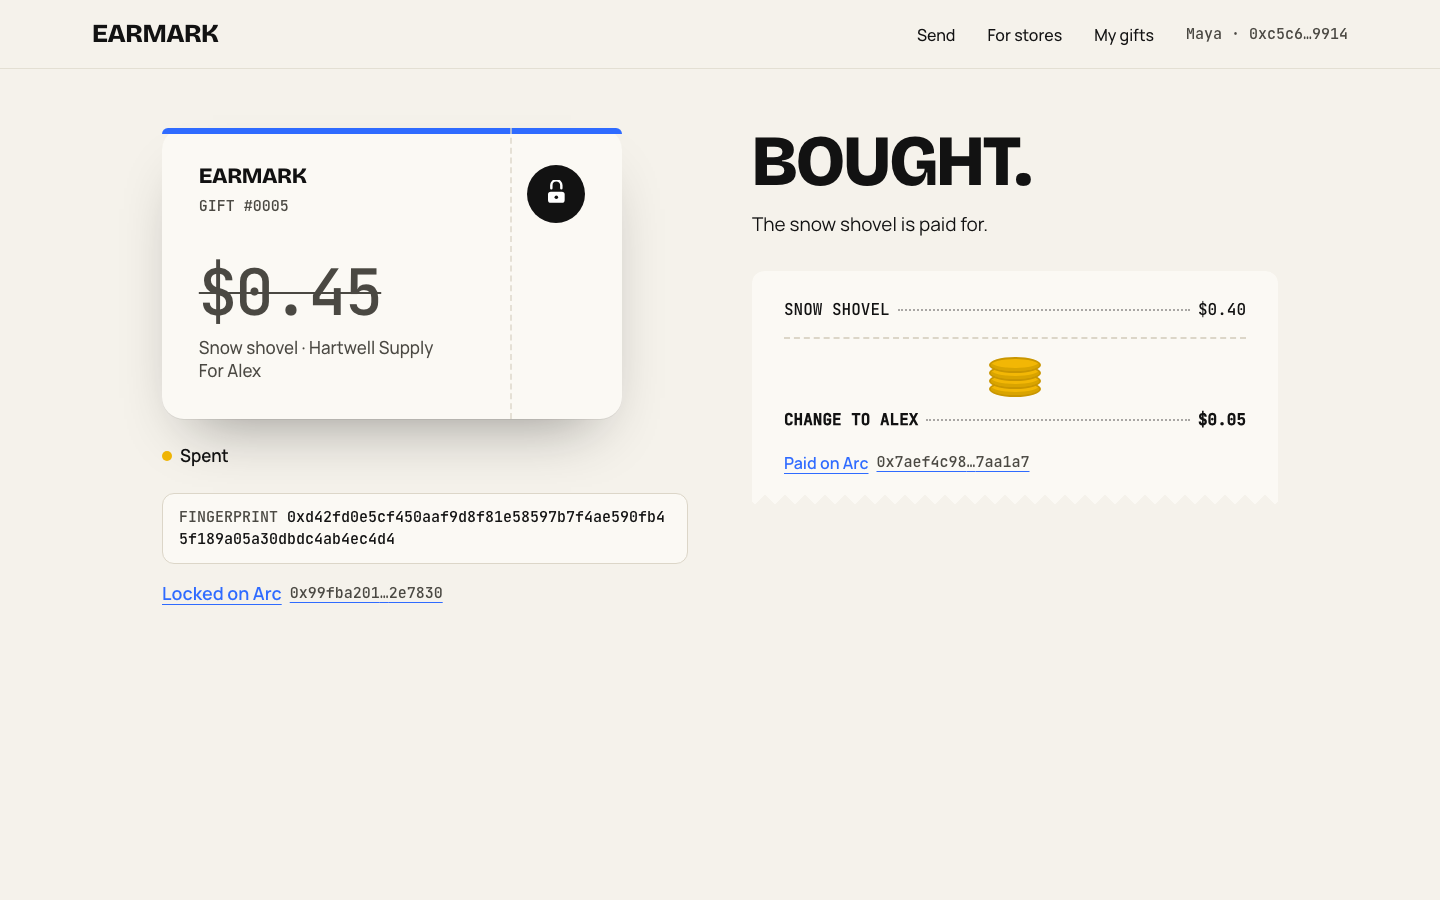 EARMARK
Send For stores My gifts Maya · 0xc5c6…9914
EARMARK
GIFT #0005
$0.45
Snow shovel · Hartwell Supply
For Alex
Spent
FINGERPRINT 0xd42fd0e5cf450aaf9d8f81e58597b7f4ae590fb4
5f189a05a30dbdc4ab4ec4d4
Locked on Arc 0x99fba201…2e7830
BOUGHT.
The snow shovel is paid for.
SNOW SHOVEL $0.40
CHANGE TO ALEX $0.05
Paid on Arc 0x7aef4c98…7aa1a7